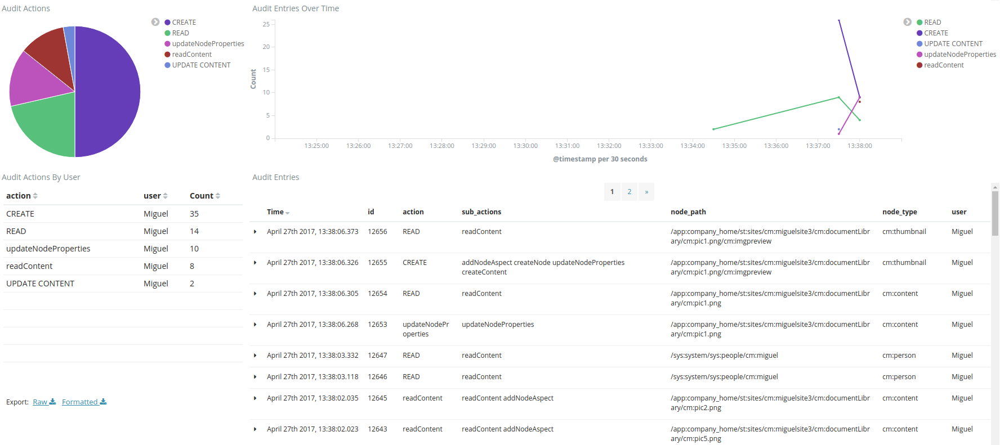 Audit Actions
CREATE
READ
updateNodeProperties
readContent
UPDATE CONTENT
Audit Entries Over Time
Count
25
20
15
10
5
0
13:25:00 13:26:00 13:27:00 13:28:00 13:29:00 13:30:00 13:31:00 13:32:00 13:33:00 13:34:00 13:35:00 13:36:00 13:37:00 13:38:00
@timestamp per 30 seconds
READ
CREATE
UPDATE CONTENT
updateNodeProperties
readContent
Audit Actions By User
action user Count
CREATE Miguel 35
READ Miguel 14
updateNodeProperties Miguel 10
readContent Miguel 8
UPDATE CONTENT Miguel 2
Export: Raw Formatted
Audit Entries
1 2 »
Time id action sub_actions node_path node_type user
April 27th 2017, 13:38:06.373 12656 READ readContent /app:company_home/st:sites/cm:miguelsite3/cm:documentLibr cm:thumbnail Miguel
ary/cm:pic1.png/cm:imgpreview
April 27th 2017, 13:38:06.326 12655 CREATE addNodeAspect createNode updateNodeProperties /app:company_home/st:sites/cm:miguelsite3/cm:documentLibr cm:thumbnail Miguel
createContent ary/cm:pic1.png/cm:imgpreview
April 27th 2017, 13:38:06.305 12654 READ readContent /app:company_home/st:sites/cm:miguelsite3/cm:documentLibr cm:content Miguel
ary/cm:pic1.png
April 27th 2017, 13:38:06.268 12653 updateNodePr updateNodeProperties /app:company_home/st:sites/cm:miguelsite3/cm:documentLibr cm:content Miguel
operties ary/cm:pic1.png
April 27th 2017, 13:38:03.332 12647 READ readContent /sys:system/sys:people/cm:miguel cm:person Miguel
April 27th 2017, 13:38:03.118 12646 READ readContent /sys:system/sys:people/cm:miguel cm:person Miguel
April 27th 2017, 13:38:02.035 12645 readContent readContent addNodeAspect /app:company_home/st:sites/cm:miguelsite3/cm:documentLibr cm:content Miguel
ary/cm:pic2.png
April 27th 2017, 13:38:02.023 12643 readContent readContent addNodeAspect /app:company_home/st:sites/cm:miguelsite3/cm:documentLibr cm:content Miguel
ary/cm:pic5.png